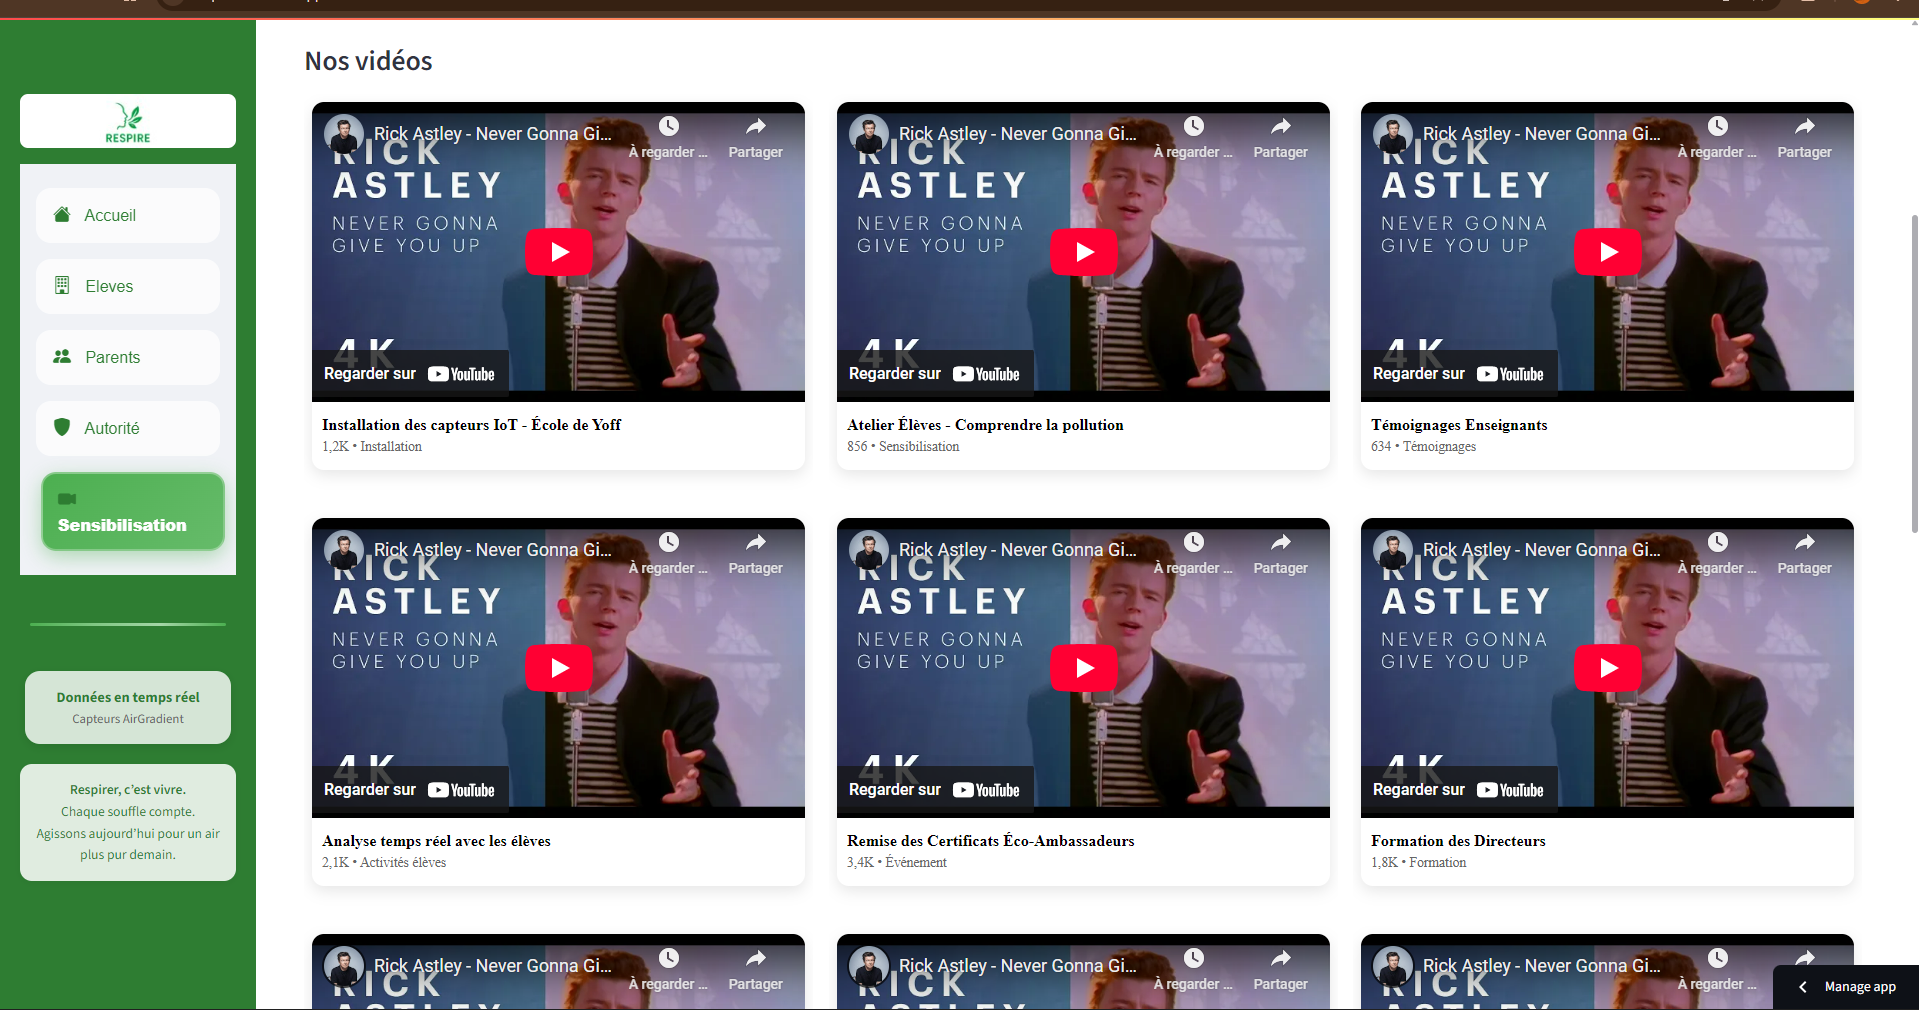 RESPIRE
Accueil
Eleves
Parents
Autorité
Sensibilisation
Données en temps réel
Capteurs AirGradient
Respirer, c'est vivre.
Chaque souffle compte.
Agissons aujourd'hui pour un air
plus pur demain.
Nos vidéos
Rick Astley - Never Gonna Gi...
À regarder ...
Partager
RICK
ASTLEY
NEVER GONNA
GIVE YOU UP
4K
Regarder sur YouTube
Installation des capteurs IoT - École de Yoff
1,2K • Installation
Rick Astley - Never Gonna Gi...
À regarder ...
Partager
RICK
ASTLEY
NEVER GONNA
GIVE YOU UP
4K
Regarder sur YouTube
Atelier Élèves - Comprendre la pollution
856 • Sensibilisation
Rick Astley - Never Gonna Gi...
À regarder ...
Partager
RICK
ASTLEY
NEVER GONNA
GIVE YOU UP
4K
Regarder sur YouTube
Témoignages Enseignants
634 • Témoignages
Rick Astley - Never Gonna Gi...
À regarder ...
Partager
RICK
ASTLEY
NEVER GONNA
GIVE YOU UP
4K
Regarder sur YouTube
Analyse temps réel avec les élèves
2,1K • Activités élèves
Rick Astley - Never Gonna Gi...
À regarder ...
Partager
RICK
ASTLEY
NEVER GONNA
GIVE YOU UP
4K
Regarder sur YouTube
Remise des Certificats Éco-Ambassadeurs
3,4K • Événement
Rick Astley - Never Gonna Gi...
À regarder ...
Partager
RICK
ASTLEY
NEVER GONNA
GIVE YOU UP
4K
Regarder sur YouTube
Formation des Directeurs
1,8K • Formation
Rick Astley - Never Gonna Gi...
À regarder ...
Partager
RICK
ASTLEY
Rick Astley - Never Gonna Gi...
À regarder ...
Partager
RICK
ASTLEY
Rick Astley - Never Gonna Gi...
À regarder ...
RICK
ASTLEY
Manage app